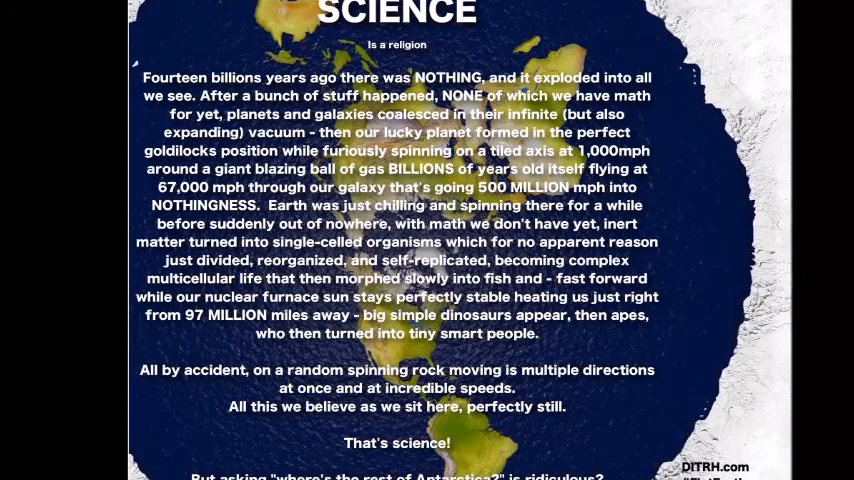 SCIENCE
Is a religion
Fourteen billions years ago there was NOTHING, and it exploded into all
we see. After a bunch of stuff happened, NONE of which we have math
for yet, planets and galaxies coalesced in their infinite (but also
expanding) vacuum - then our lucky planet formed in the perfect
goldilocks position while furiously spinning on a tiled axis at 1,000mph
around a giant blazing ball of gas BILLIONS of years old itself flying at
67,000 mph through our galaxy that's going 500 MILLION mph into
NOTHINGNESS. Earth was just chilling and spinning there for a while
before suddenly out of nowhere, with math we don't have yet, inert
matter turned into single-celled organisms which for no apparent reason
just divided, reorganized, and self-replicated, becoming complex
multicellular life that then morphed slowly into fish and - fast forward
while our nuclear furnace sun stays perfectly stable heating us just right
from 97 MILLION miles away - big simple dinosaurs appear, then apes,
who then turned into tiny smart people.
All by accident, on a random spinning rock moving is multiple directions
at once and at incredible speeds.
All this we believe as we sit here, perfectly still.
That's science!
But asking "where's the rest of Antarctica?" is ridiculous?
DITRH.com
#FlatEarth